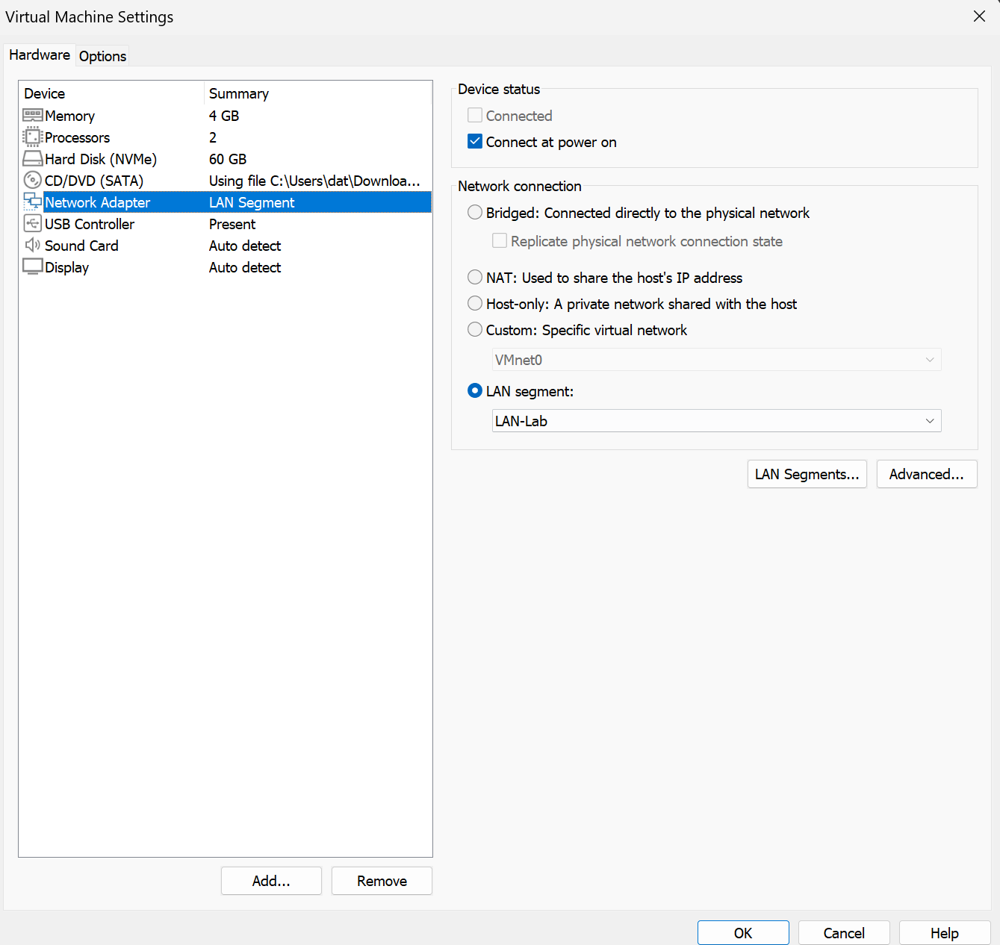 Virtual Machine Settings
Hardware
Options
Device Summary
Memory 4 GB
Processors 2
Hard Disk (NVMe) 60 GB
CD/DVD (SATA) Using file C:\Users\dat\Downloa...
Network Adapter LAN Segment
USB Controller Present
Sound Card Auto detect
Display Auto detect
Add...
Remove
Device status
Connected
Connect at power on
Network connection
Bridged: Connected directly to the physical network
Replicate physical network connection state
NAT: Used to share the host's IP address
Host-only: A private network shared with the host
Custom: Specific virtual network
VMnet0
LAN segment:
LAN-Lab
LAN Segments...
Advanced...
OK
Cancel
Help